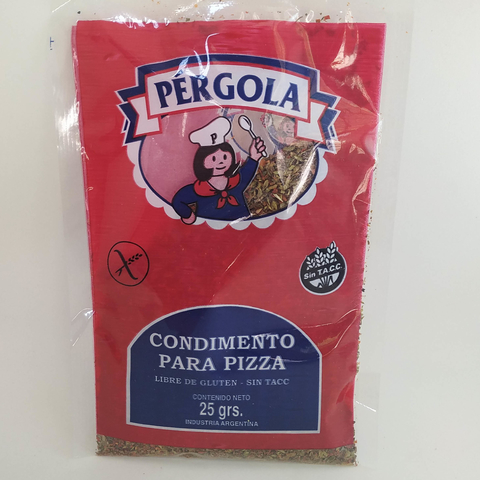 PERGOLA
P
Sin T.A.C.C.
CONDIMENTO
PARA PIZZA
LIBRE DE GLUTEN - SIN TACC
CONTENIDO NETO
25 grs.
INDUSTRIA ARGENTINA